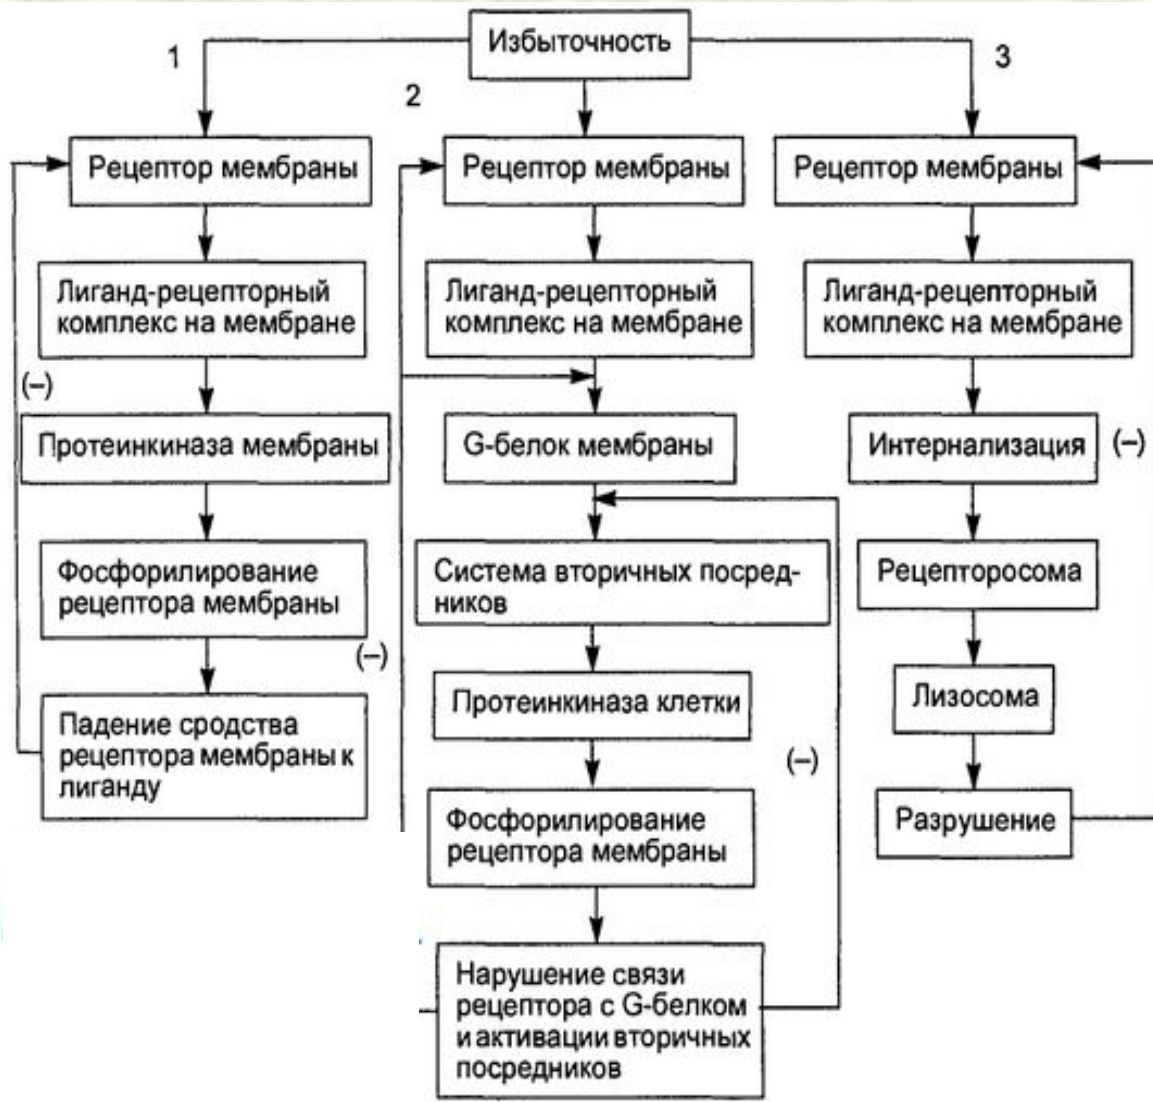 Избыточность
1
2
3
Рецептор мембраны
Лиганд-рецепторный
комплекс на мембране
(–)
Протеинкиназа мембраны
Фосфорилирование
рецептора мембраны
Падение сродства
рецептора мембраны к
лиганду
Рецептор мембраны
Лиганд-рецепторный
комплекс на мембране
G-белок мембраны
Система вторичных посред-
ников
(–)
Протеинкиназа клетки
(–)
Фосфорилирование
рецептора мембраны
Нарушение связи
рецептора с G-белком
и активации вторичных
посредников
Рецептор мембраны
Лиганд-рецепторный
комплекс на мембране
Интернализация
(–)
Рецепторосома
Лизосома
Разрушение